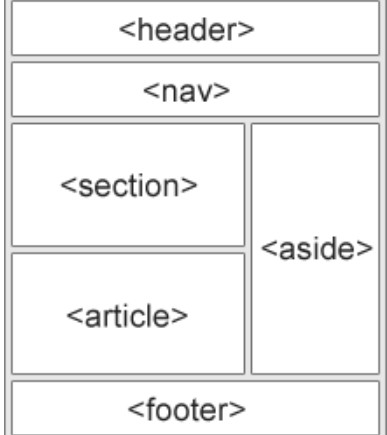 <header>
<nav>
<section>
<aside>
<article>
<footer>